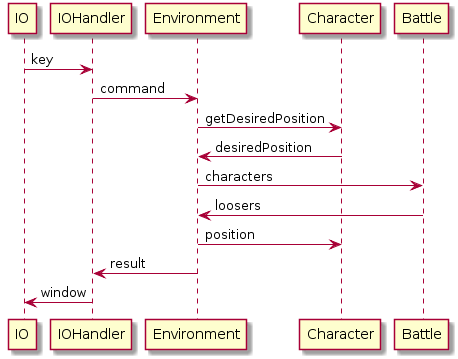 IO IOHandler Environment Character Battle
key
command
getDesiredPosition
desiredPosition
characters
loosers
position
result
window
IO IOHandler Environment Character Battle